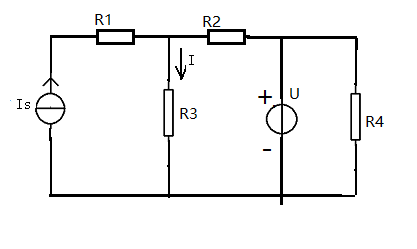 R1
R2
I
Is
R3
+
U
-
R4